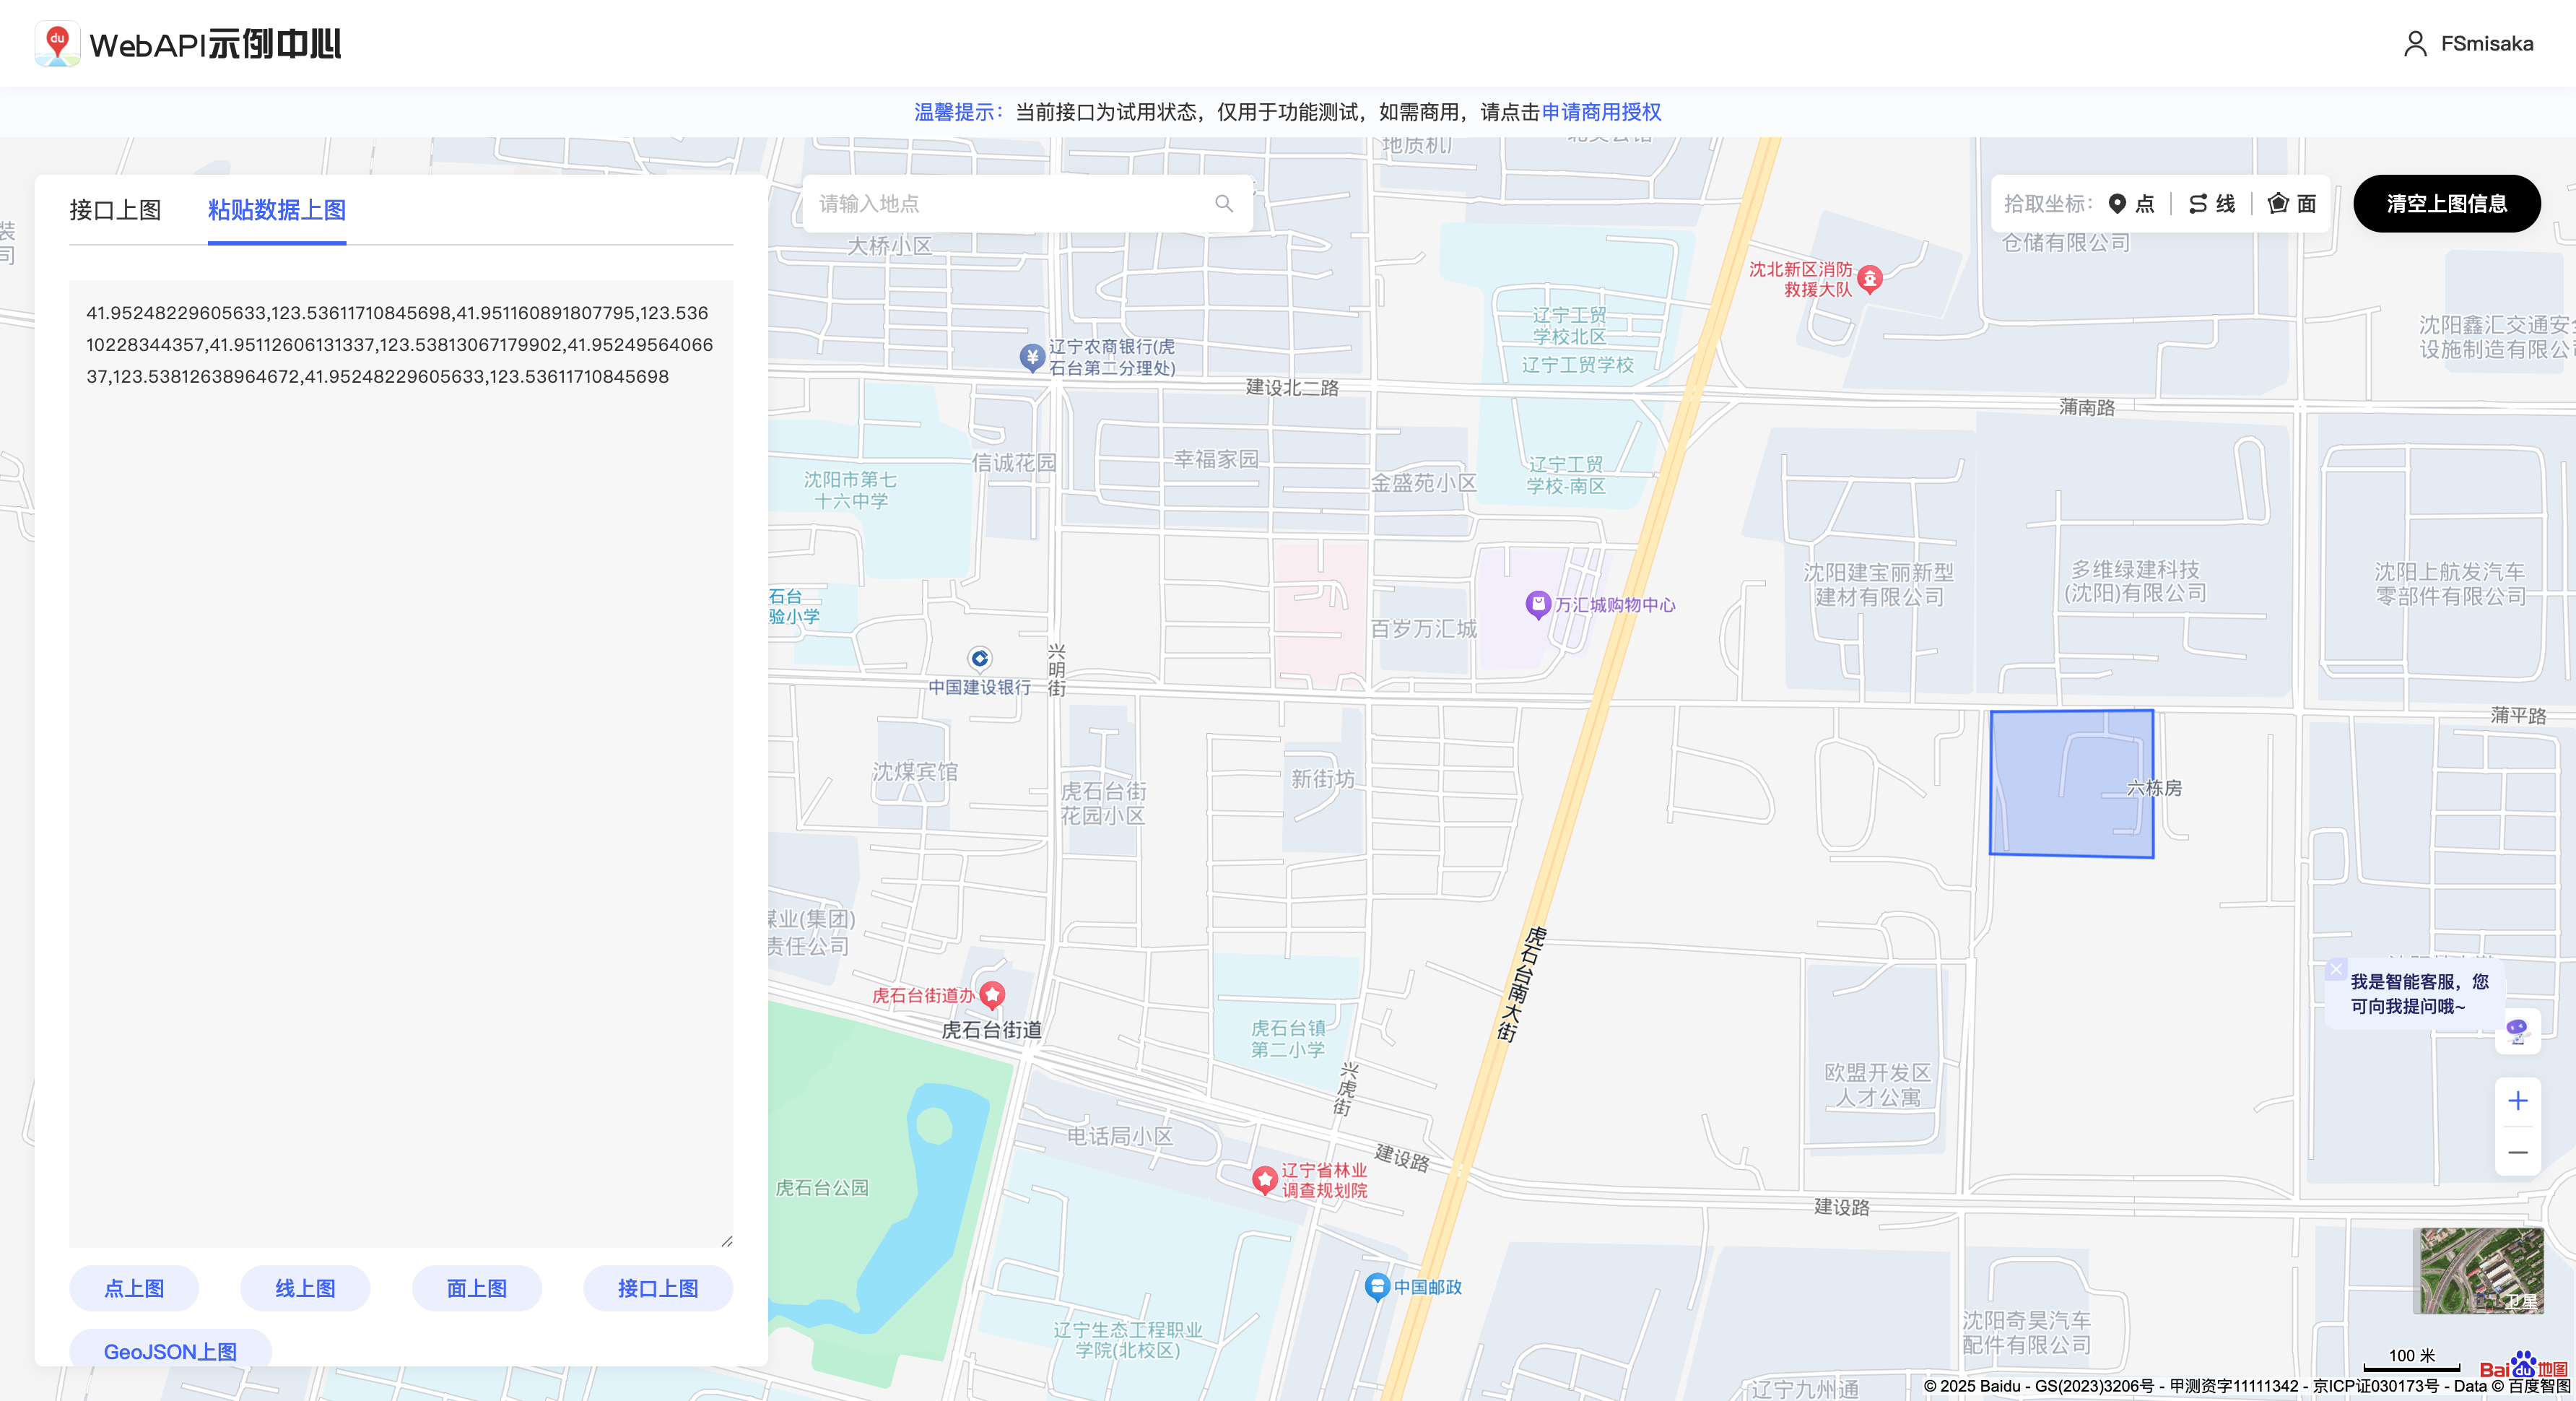 WebAPI示例中心
FSmisaka
温馨提示：当前接口为试用状态，仅用于功能测试，如需商用，请点击申请商用授权
接口上图
粘贴数据上图
41.95248229605633,123.53611710845698,41.951160891807795,123.536
10228344357,41.95112606131337,123.53813067179902,41.95249564066
37,123.53812638964672,41.95248229605633,123.53611710845698
点上图
线上图
面上图
接口上图
GeoJSON上图
请输入地点
拾取坐标：
点
线
面
清空上图信息
装
司
大桥小区
仓储有限公司
沈北新区消防
救援大队
辽宁工贸
学校北区
辽宁工贸学校
沈阳鑫汇交通安全
设施制造有限公司
辽宁农商银行(虎
石台第二分理处)
建设北二路
蒲南路
信诚花园
幸福家园
金盛苑小区
辽宁工贸
学校-南区
沈阳市第七
十六中学
沈阳建宝丽新型
建材有限公司
多维绿建科技
(沈阳)有限公司
沈阳上航发汽车
零部件有限公司
石台
验小学
万汇城购物中心
百岁万汇城
兴明街
中国建设银行
蒲平路
沈煤宾馆
虎石台街
花园小区
新街坊
六栋房
煤业(集团)
责任公司
虎石台南大街
虎石台街道办
虎石台街道
虎石台镇
第二小学
兴虎街
我是智能客服，您
可向我提问哦~
欧盟开发区
人才公寓
电话局小区
建设路
辽宁省林业
调查规划院
虎石台公园
建设路
中国邮政
辽宁生态工程职业
学院(北校区)
沈阳奇昊汽车
配件有限公司
卫星
辽宁九州通
100 米
Bai du 地图
© 2025 Baidu - GS(2023)3206号 - 甲测资字11111342 - 京ICP证030173号 - Data © 百度智图